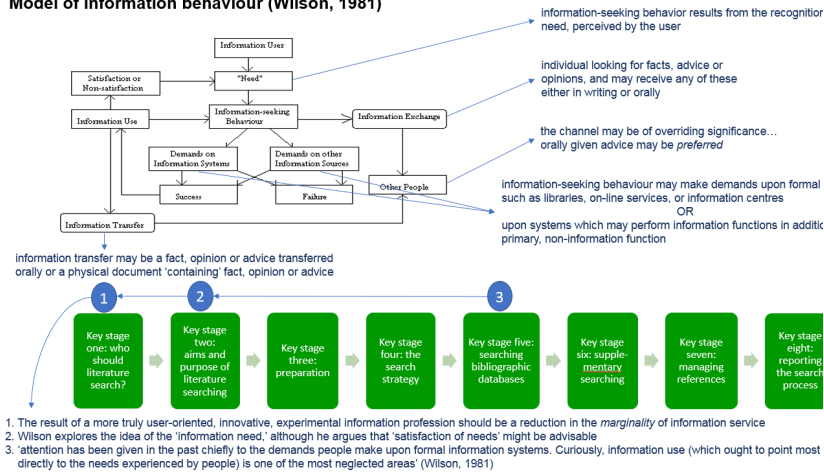 Model of information behaviour (Wilson, 1981)
information-seeking behavior results from the recognition
need, perceived by the user
individual looking for facts, advice or
opinions, and may receive any of these
either in writing or orally
the channel may be of overriding significance…
orally given advice may be preferred
information-seeking behaviour may make demands upon formal
such as libraries, on-line services, or information centres
OR
upon systems which may perform information functions in additio
primary, non-information function
Information User
"Need"
Satisfaction or
Non-satisfaction
Information Use
Information-seeking
Behaviour
Information Exchange
Demands on
Information Systems
Demands on other
Information Sources
Success
Failure
Other People
Information Transfer
information transfer may be a fact, opinion or advice transferred
orally or a physical document 'containing' fact, opinion or advice
1
2
3
Key stage
one: who
should
literature
search?
Key stage
two:
aims and
purpose of
literature
searching
Key stage
three:
preparation
Key stage
four: the
search
strategy
Key stage
five:
searching
bibliographic
databases
Key stage
six: supple-
mentary
searching
Key stage
seven:
managing
references
Key stage
eight:
reporting
the search
process
1. The result of a more truly user-oriented, innovative, experimental information profession should be a reduction in the marginality of information service
2. Wilson explores the idea of the 'information need,' although he argues that 'satisfaction of needs' might be advisable
3. 'attention has been given in the past chiefly to the demands people make upon formal information systems. Curiously, information use (which ought to point most
directly to the needs experienced by people) is one of the most neglected areas' (Wilson, 1981)